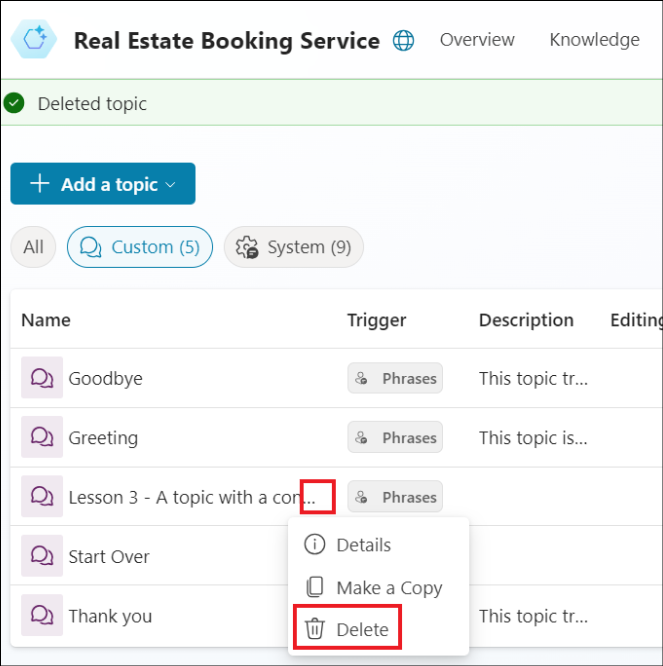 Real Estate Booking Service Overview Knowledge
Deleted topic
Add a topic
All Custom (5) System (9)
Name Trigger Description Editing
Goodbye Phrases This topic tr...
Greeting Phrases This topic is...
Lesson 3 - A topic with a con... Phrases
Details
Start Over
Make a Copy
Thank you This topic tr...
Delete